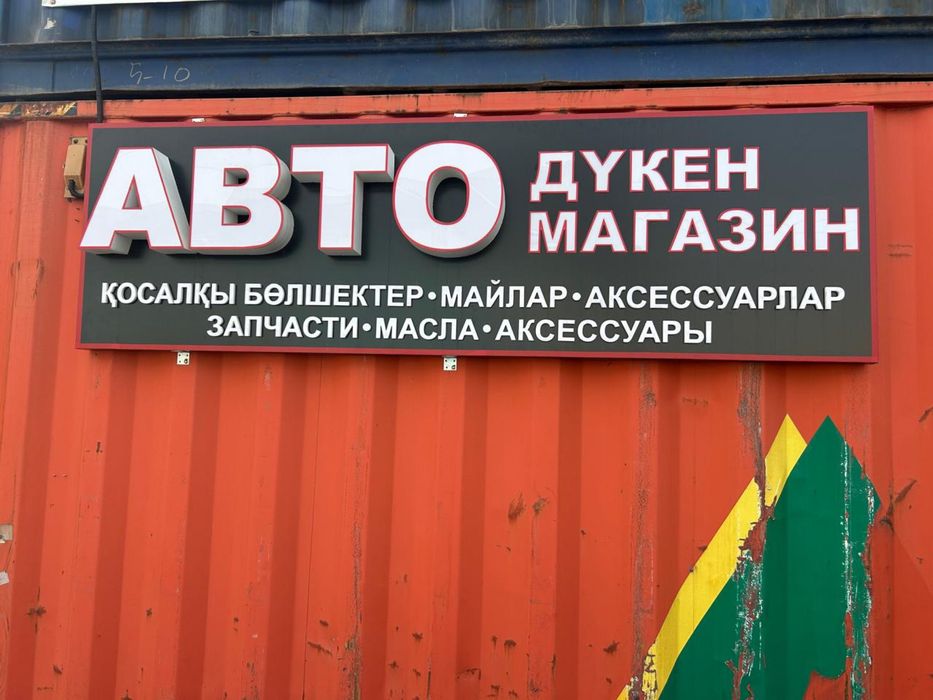 5-10
АВТО ДҮКЕН
МАГАЗИН
ҚОСАЛҚЫ БӨЛШЕКТЕР•МАЙЛАР•АКСЕССУАРЛАР
ЗАПЧАСТИ•МАСЛА•АКСЕССУАРЫ